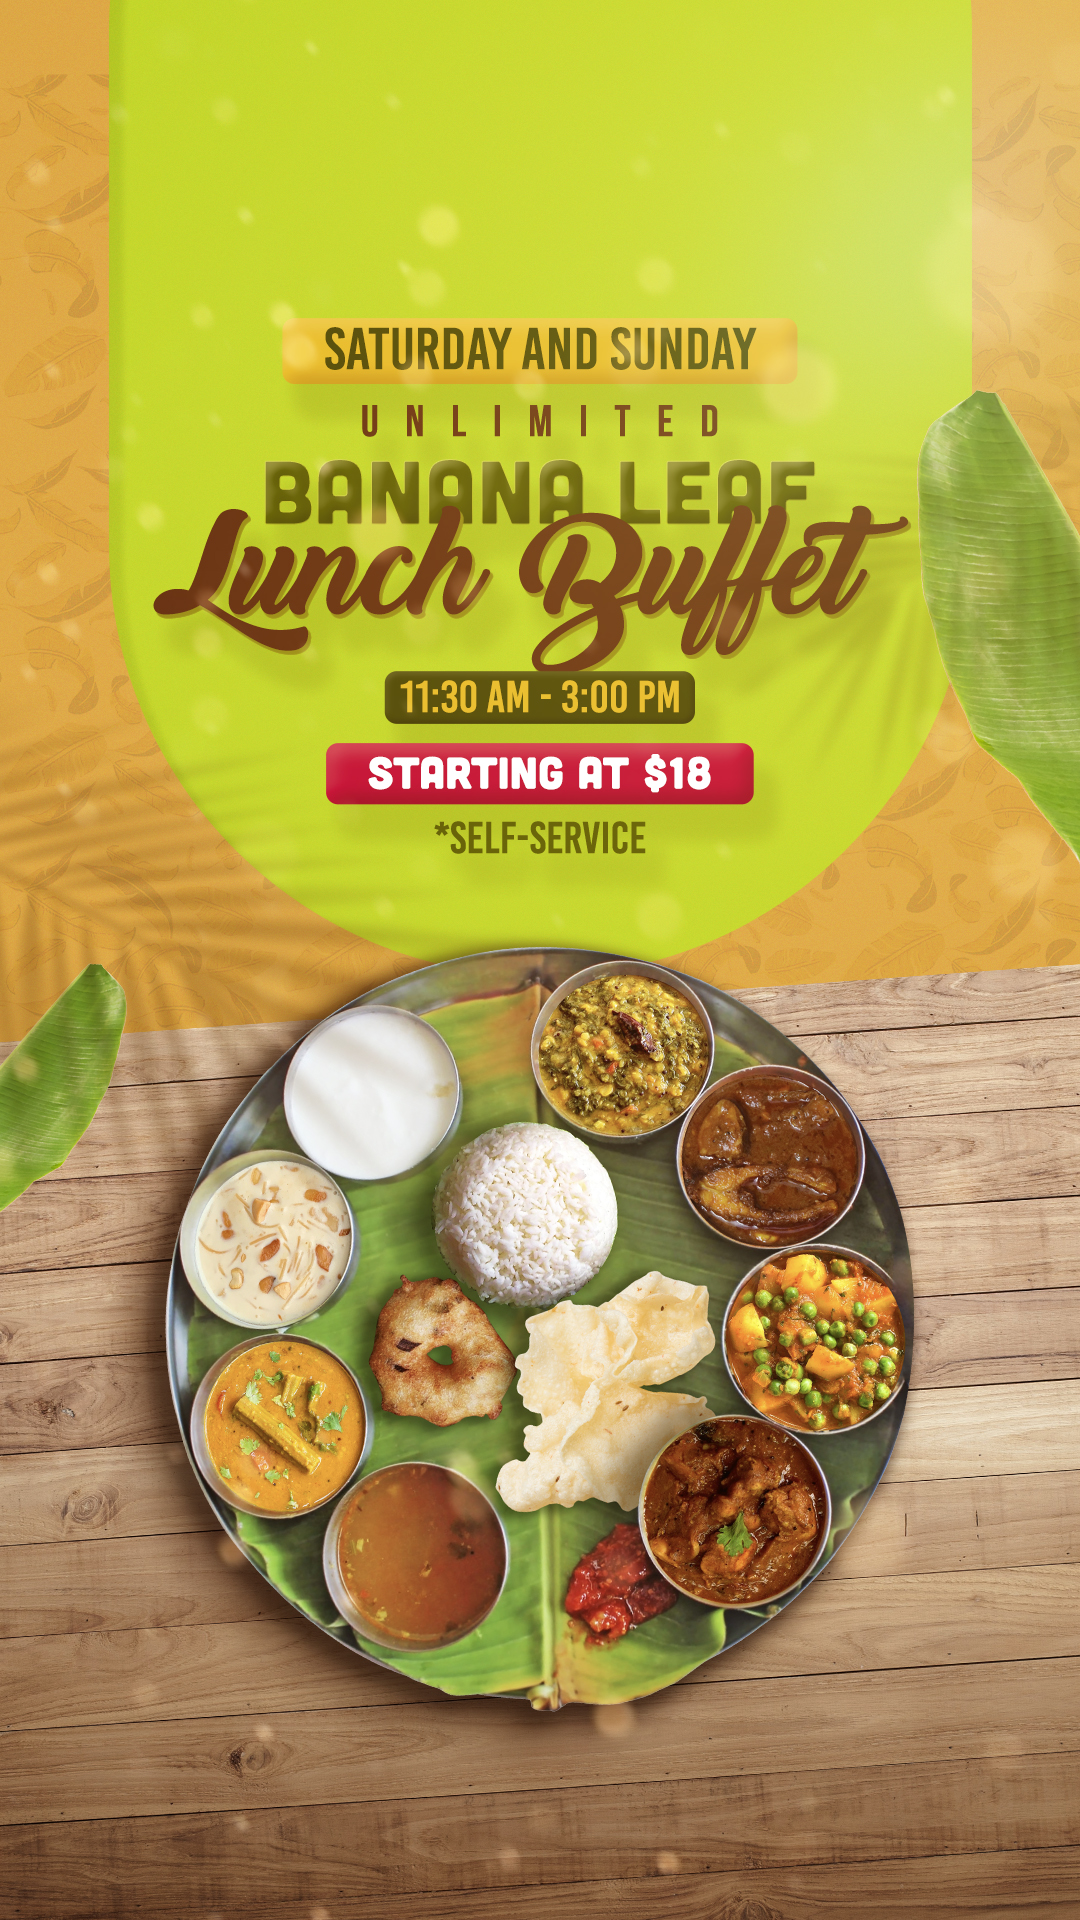 SATURDAY AND SUNDAY
UNLIMITED
BANANA LEAF
Lunch Buffet
11:30 AM - 3:00 PM
STARTING AT $18
*SELF-SERVICE